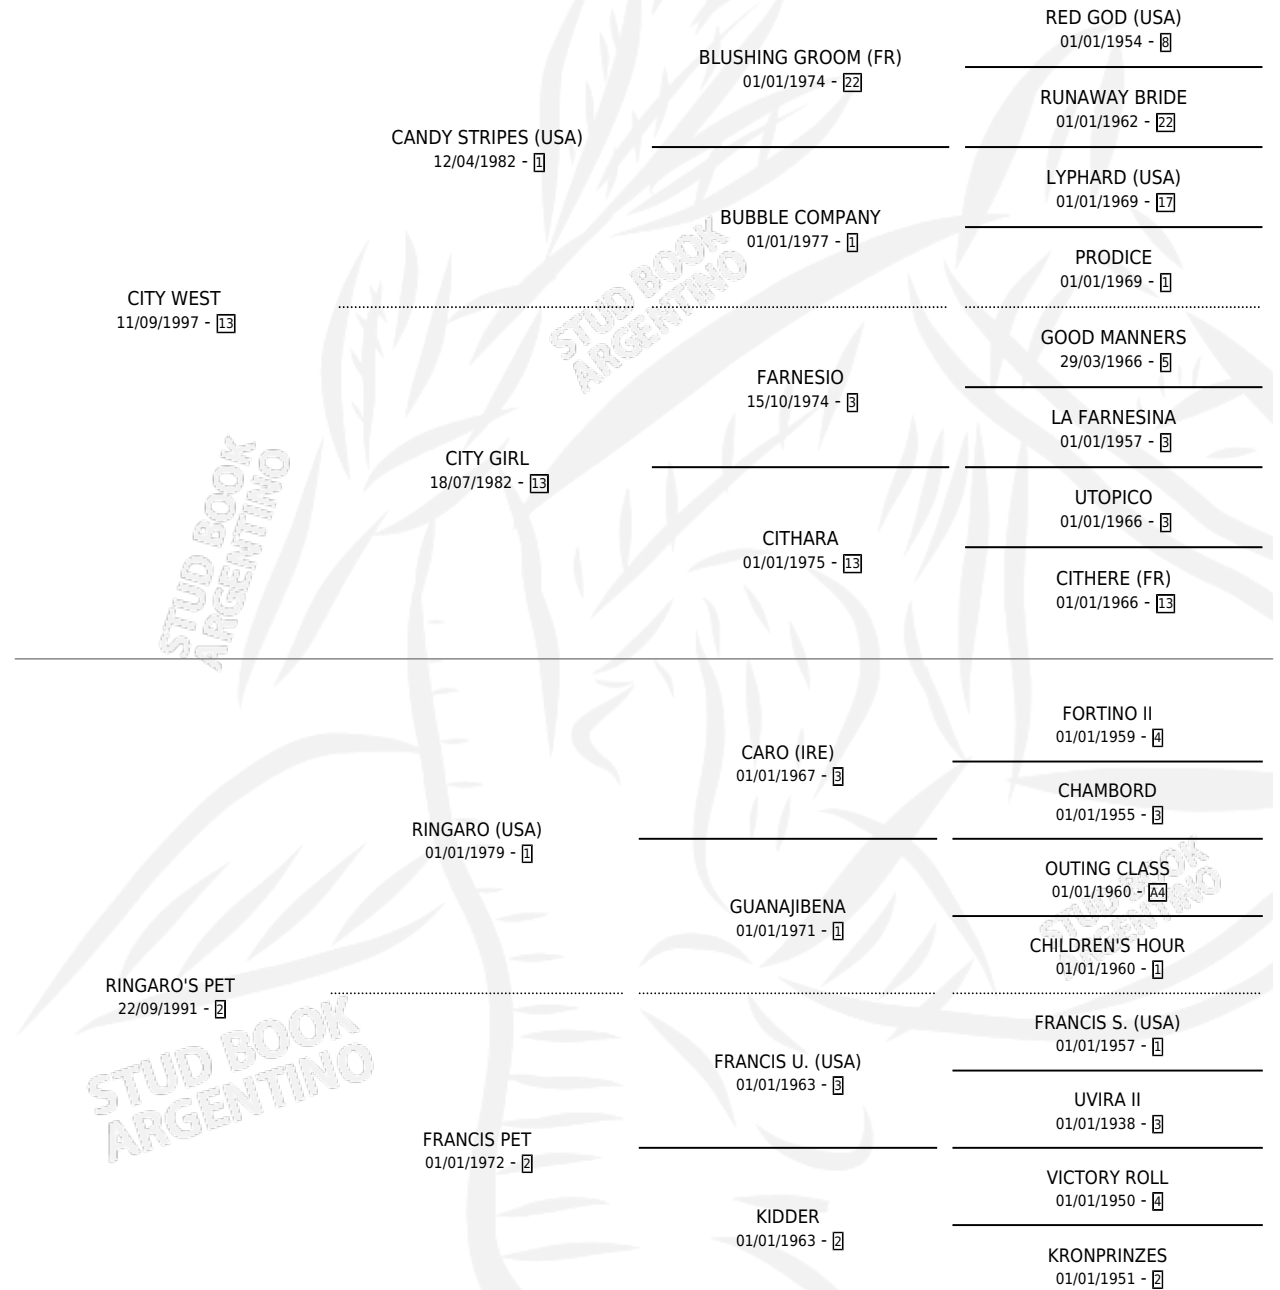 RED GOD (USA)
01/01/1954 - 8
BLUSHING GROOM (FR)
01/01/1974 - 22
RUNAWAY BRIDE
01/01/1962 - 22
CANDY STRIPES (USA)
12/04/1982 - 1
LYPHARD (USA)
01/01/1969 - 17
BUBBLE COMPANY
01/01/1977 - 1
PRODICE
01/01/1969 - 1
CITY WEST
11/09/1997 - 13
STUD BOOK
ARGENTINO
GOOD MANNERS
29/03/1966 - 5
FARNESIO
15/10/1974 - 3
LA FARNESINA
01/01/1957 - 3
CITY GIRL
18/07/1982 - 13
UTOPICO
01/01/1966 - 3
CITHARA
01/01/1975 - 13
CITHERE (FR)
01/01/1966 - 13
STUD BOOK
ARGENTINO
FORTINO II
01/01/1959 - 4
CARO (IRE)
01/01/1967 - 3
CHAMBORD
01/01/1955 - 3
RINGARO (USA)
01/01/1979 - 1
OUTING CLASS
01/01/1960 - A4
GUANAJIBENA
01/01/1971 - 1
STUD BOOK
ARGENTINO
CHILDREN'S HOUR
01/01/1960 - 1
RINGARO'S PET
22/09/1991 - 2
STUD BOOK
ARGENTINO
FRANCIS S. (USA)
01/01/1957 - 1
FRANCIS U. (USA)
01/01/1963 - 3
UVIRA II
01/01/1938 - 3
FRANCIS PET
01/01/1972 - 2
VICTORY ROLL
01/01/1950 - 4
KIDDER
01/01/1963 - 2
KRONPRINZES
01/01/1951 - 2